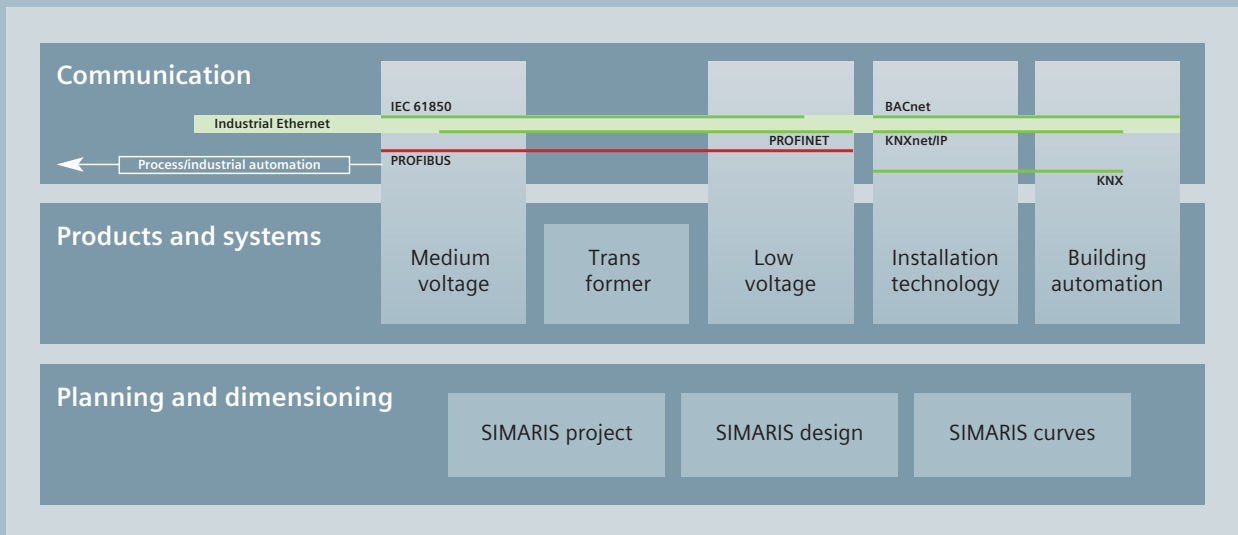 Communication
IEC 61850
BACnet
Industrial Ethernet
PROFINET
KNXnet/IP
Process/industrial automation
PROFIBUS
KNX
Products and systems
Medium
voltage
Trans
former
Low
voltage
Installation
technology
Building
automation
Planning and dimensioning
SIMARIS project
SIMARIS design
SIMARIS curves